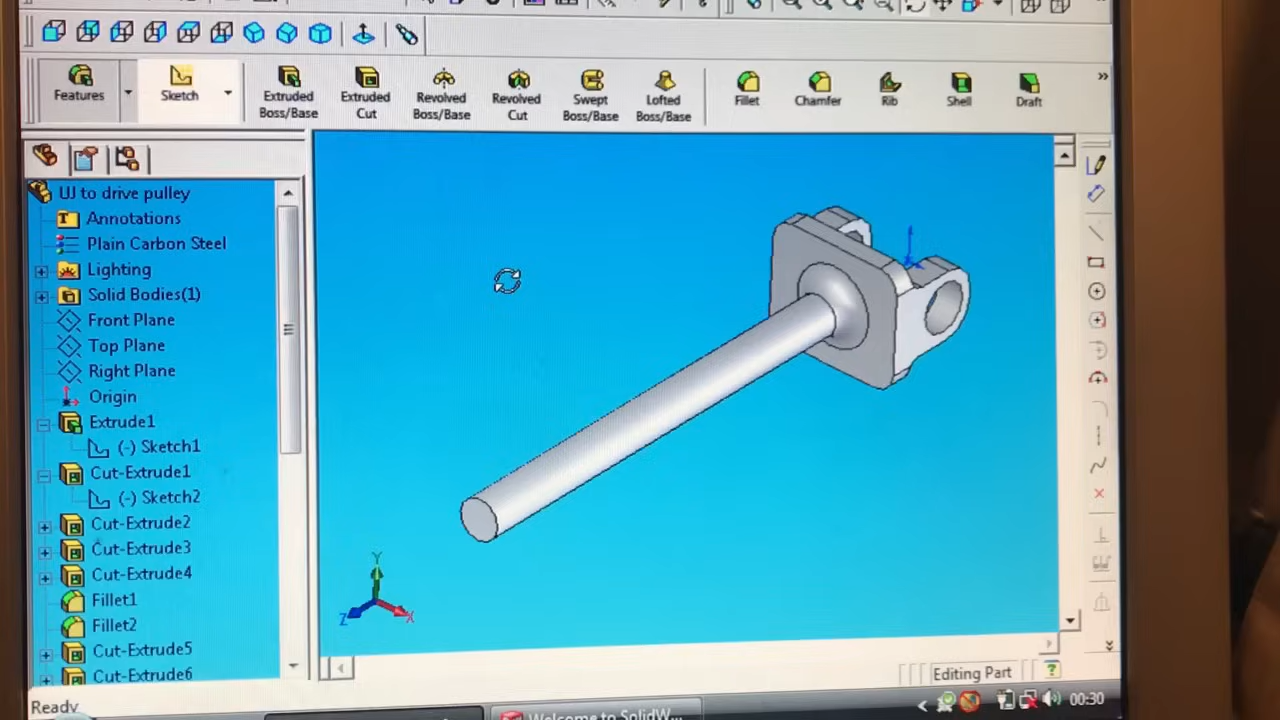 Features
Sketch
Extruded Boss/Base
Extruded Cut
Revolved Boss/Base
Revolved Cut
Swept Boss/Base
Lofted Boss/Base
Fillet
Chamfer
Rib
Shell
Draft
UJ to drive pulley
Annotations
Plain Carbon Steel
Lighting
Solid Bodies(1)
Front Plane
Top Plane
Right Plane
Origin
Extrude1
(-) Sketch1
Cut-Extrude1
(-) Sketch2
Cut-Extrude2
Cut-Extrude3
Cut-Extrude4
Fillet1
Fillet2
Cut-Extrude5
Cut-Extrude6
Y
Z
X
Editing Part
Ready
Welcome to SolidW...
00:30